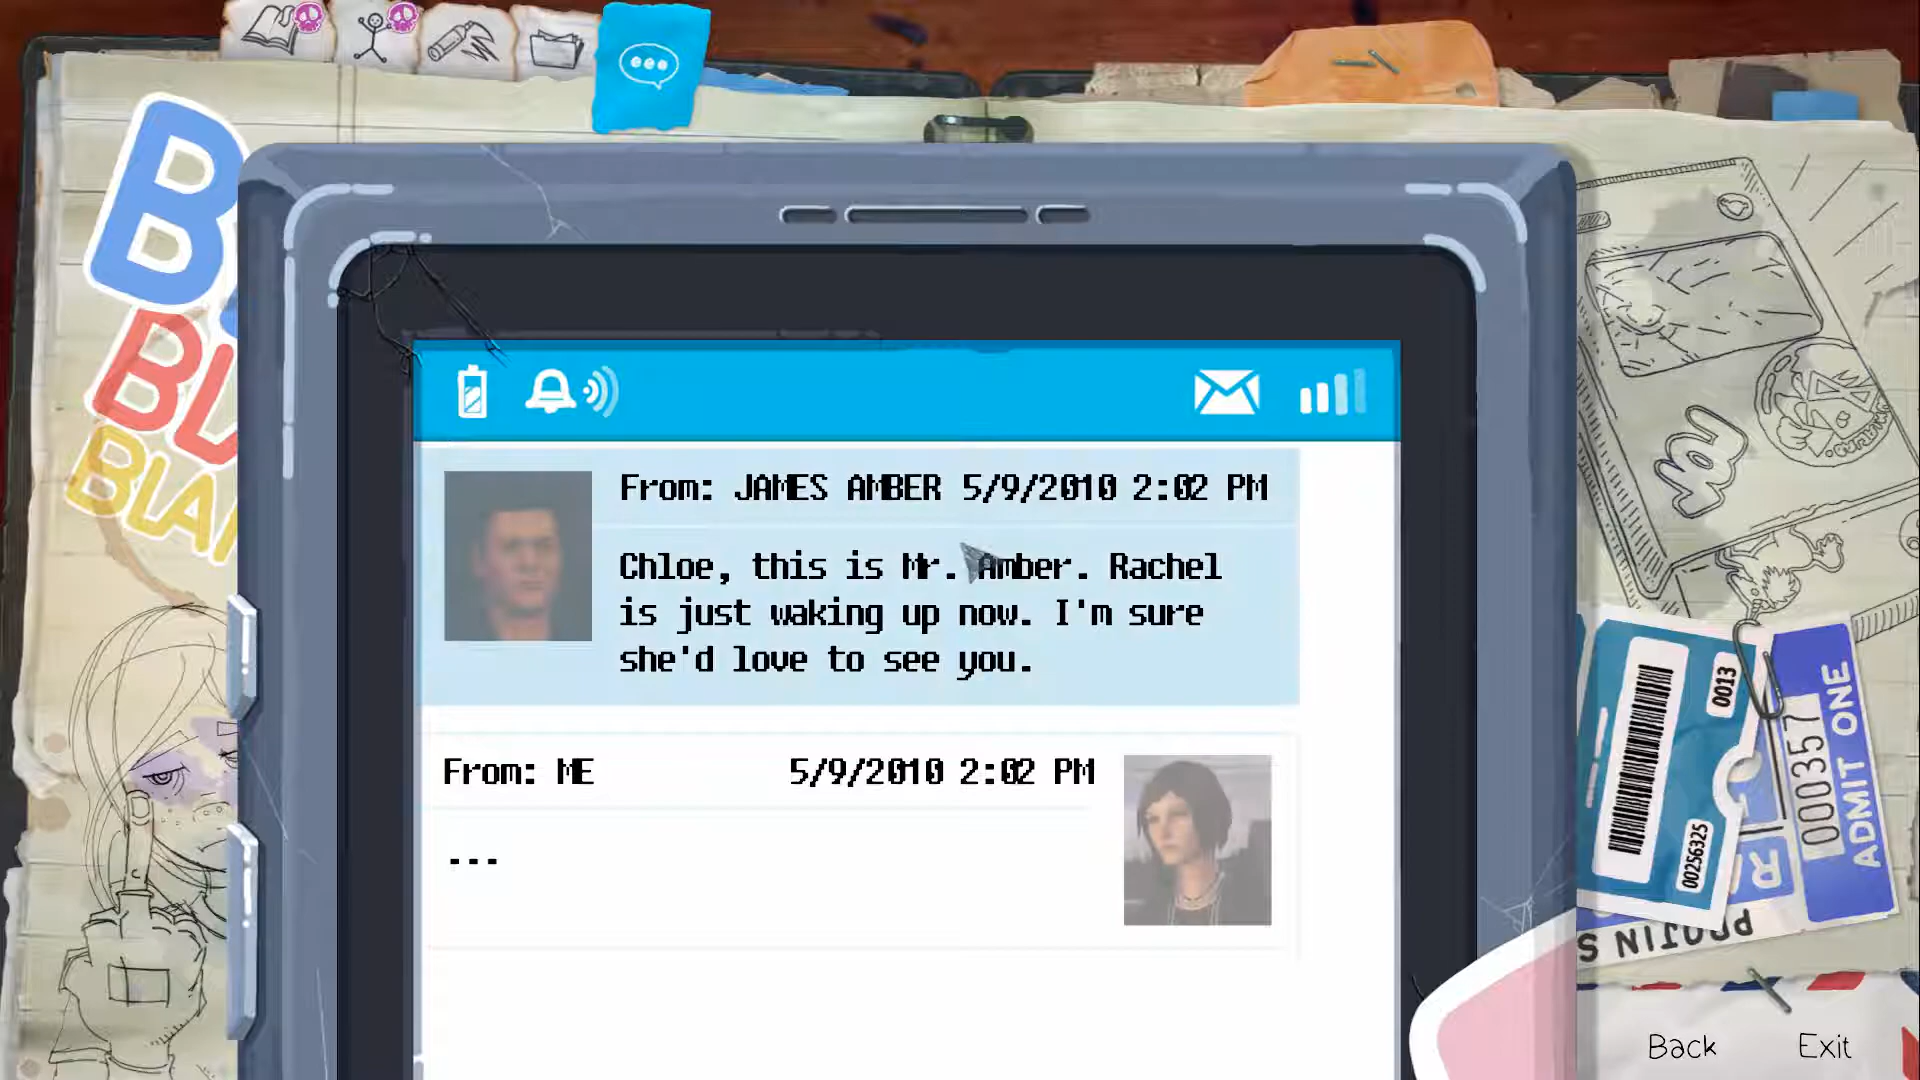 BLA
BLA
From: JAMES AMBER 5/9/2010 2:02 PM
Chloe, this is Mr. Amber. Rachel
is just waking up now. I'm sure
she'd love to see you.
From: ME 5/9/2010 2:02 PM
...
0013
00256325
000357
ADMIT ONE
Back
Exit